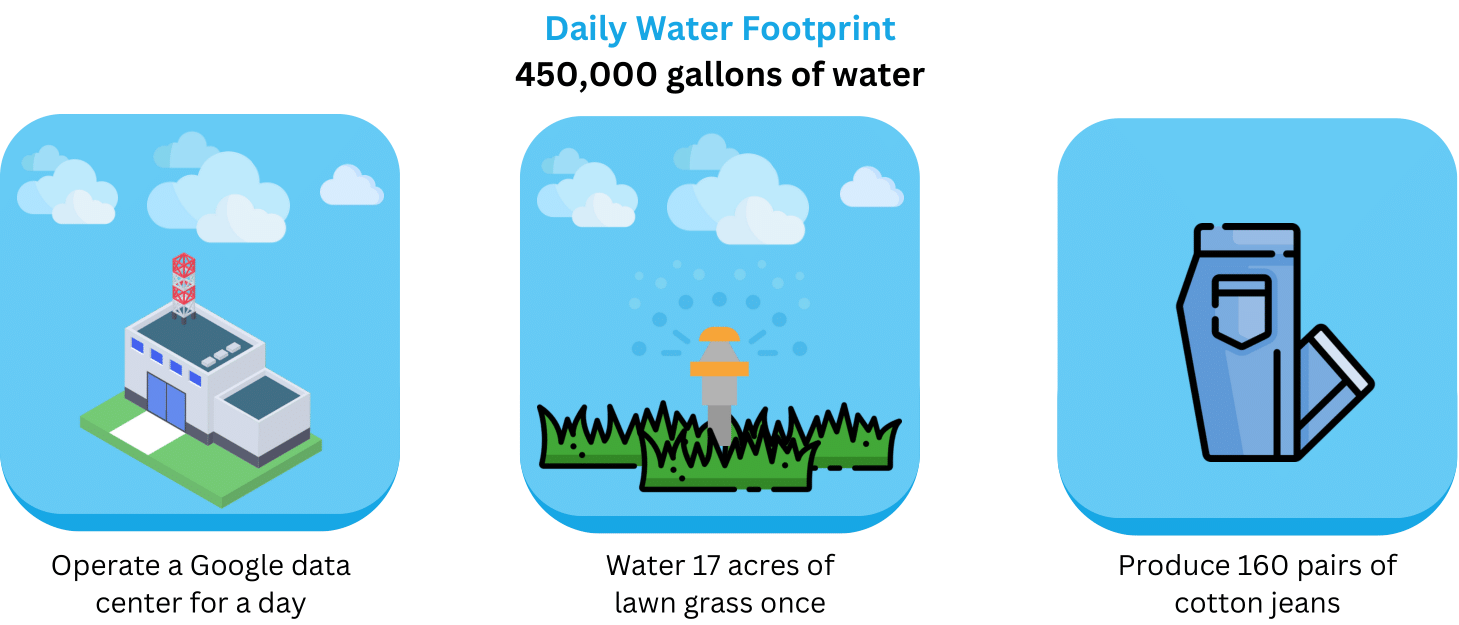 Daily Water Footprint
450,000 gallons of water
Operate a Google data
center for a day
Water 17 acres of
lawn grass once
Produce 160 pairs of
cotton jeans